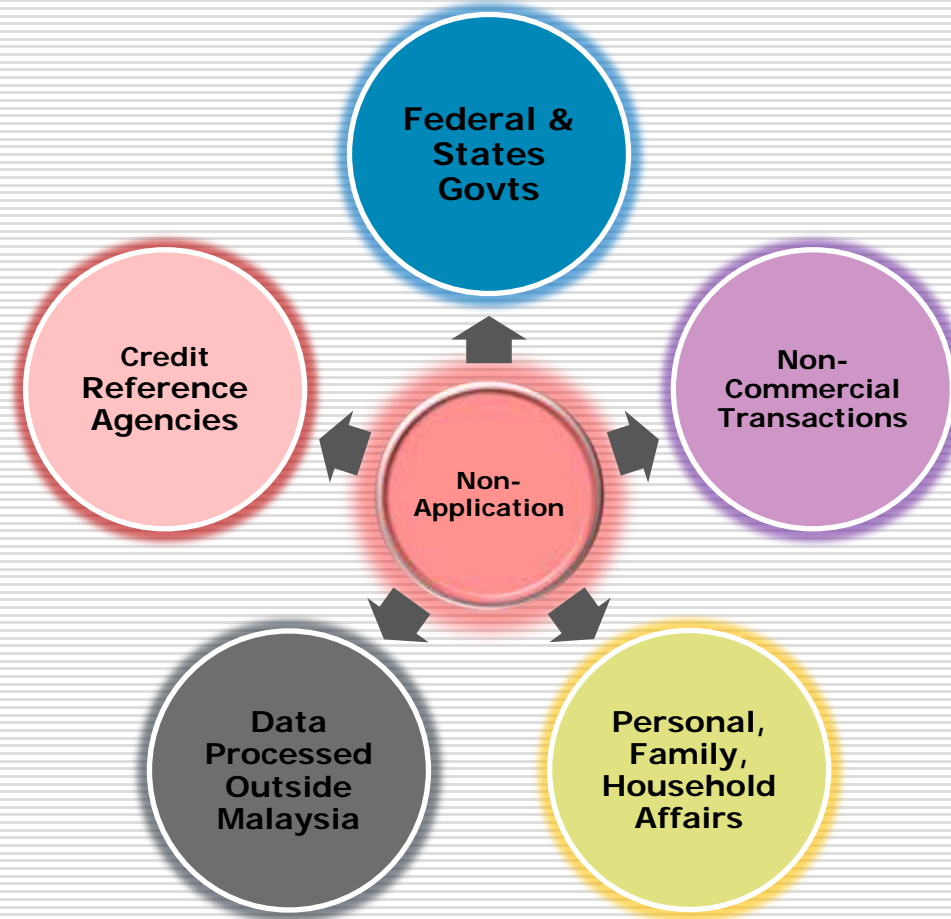 Federal &
States
Govts
Credit
Reference
Agencies
Non-
Commercial
Transactions
Non-
Application
Data
Processed
Outside
Malaysia
Personal,
Family,
Household
Affairs